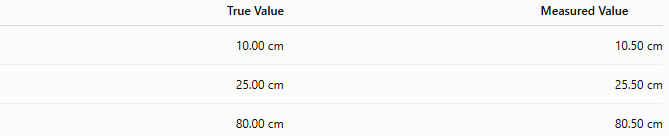 True Value Measured Value
10.00 cm 10.50 cm
25.00 cm 25.50 cm
80.00 cm 80.50 cm